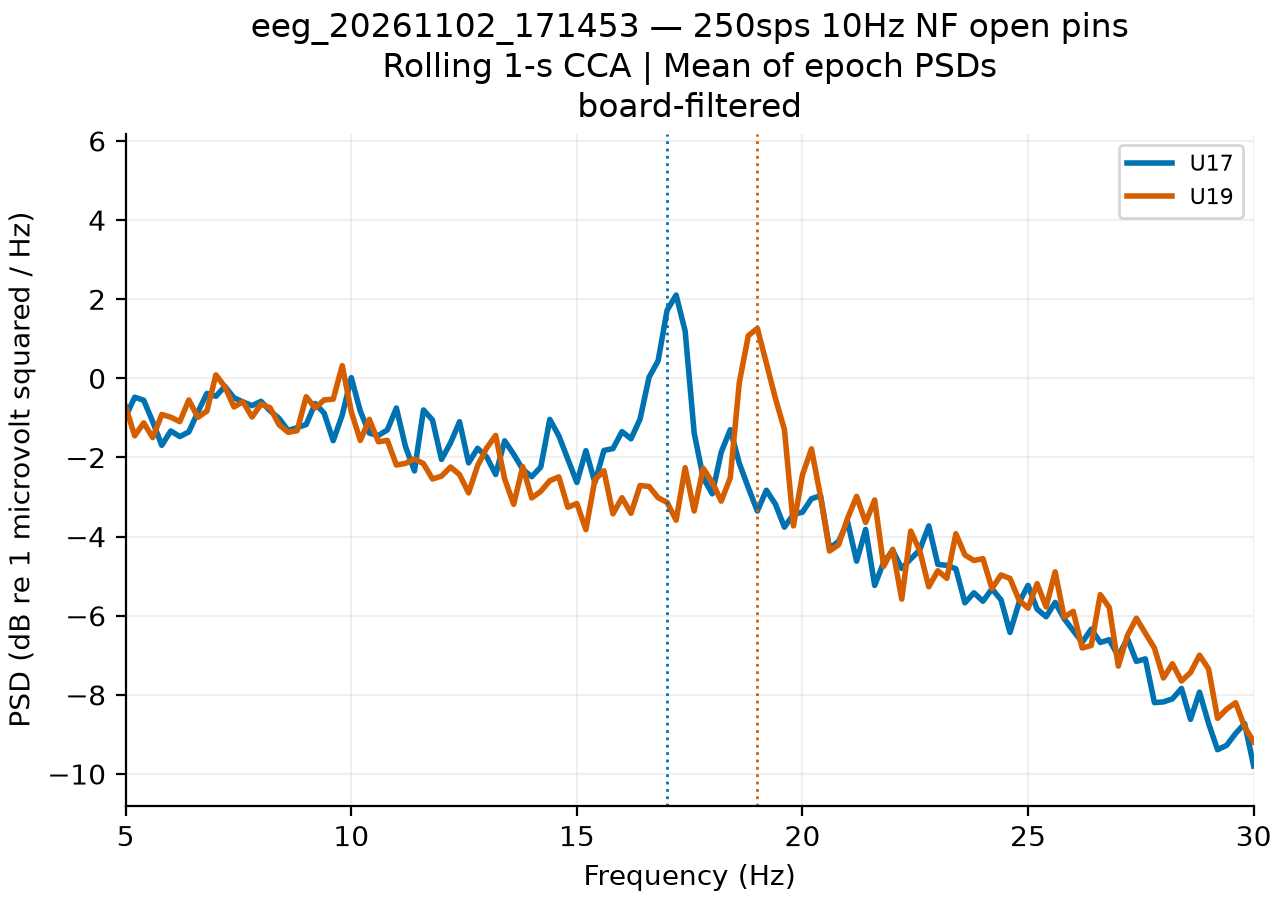 eeg_20261102_171453 — 250sps 10Hz NF open pins
Rolling 1-s CCA | Mean of epoch PSDs
board-filtered
U17
U19
PSD (dB re 1 microvolt squared / Hz)
6
4
2
0
−2
−4
−6
−8
−10
5
10
15
20
25
30
Frequency (Hz)